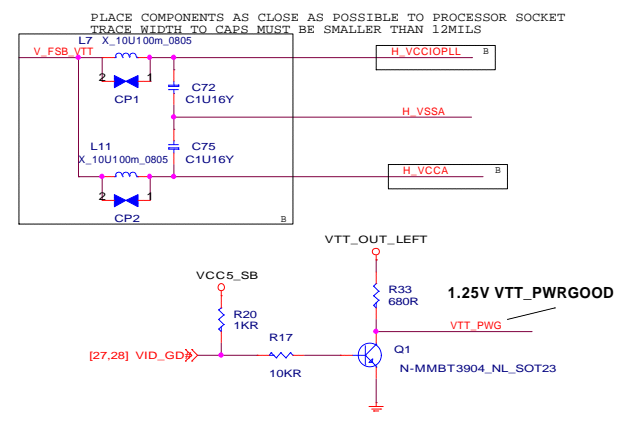 PLACE COMPONENTS AS CLOSE AS POSSIBLE TO PROCESSOR SOCKET
TRACE WIDTH TO CAPS MUST BE SMALLER THAN 12MILS
L7 X_10U100m_0805
V_FSB_VTT
H_VCCIOPLL
B
2
1
CP1
C72
C1U16Y
H_VSSA
L11
X_10U100m_0805
C75
C1U16Y
H_VCCA
B
2
1
CP2
B
VTT_OUT_LEFT
VCC5_SB
R33
680R
1.25V VTT_PWRGOOD
R20
1KR
VTT_PWG
R17
[27,28] VID_GD#
Q1
10KR
N-MMBT3904_NL_SOT23